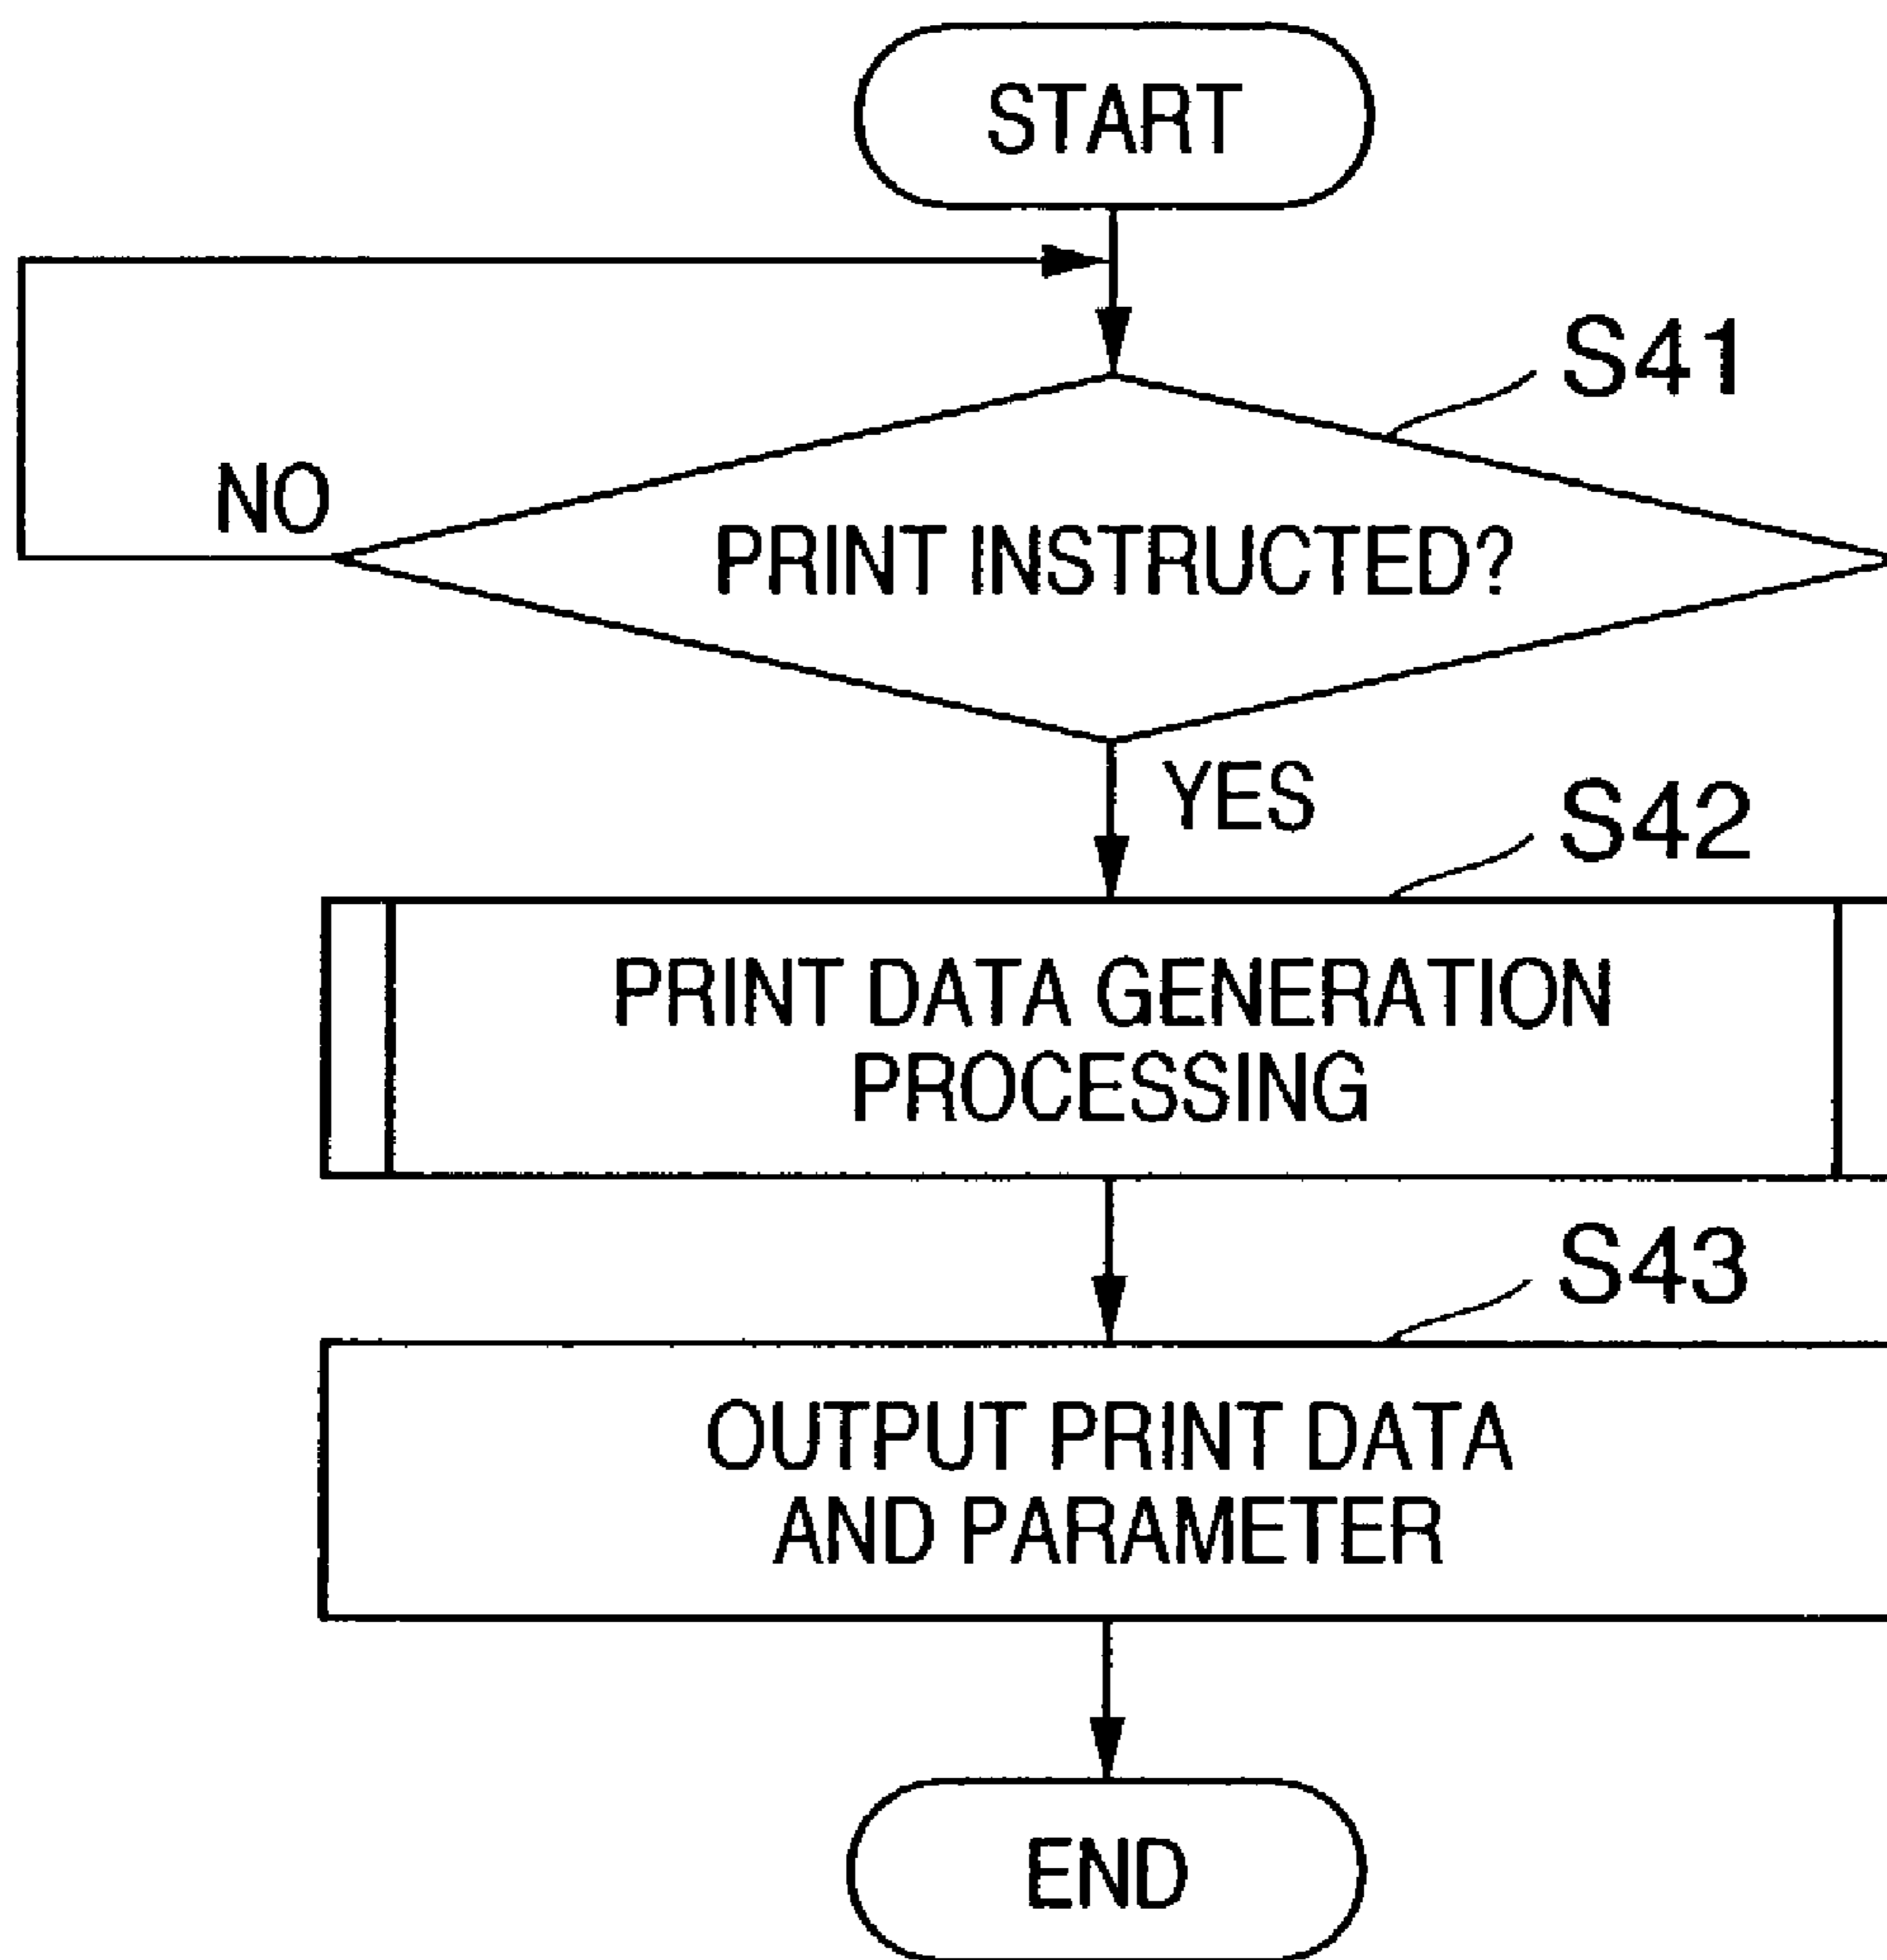 START
S41
NO
PRINT INSTRUCTED?
YES
S42
PRINT DATA GENERATION
PROCESSING
S43
OUTPUT PRINT DATA
AND PARAMETER
END